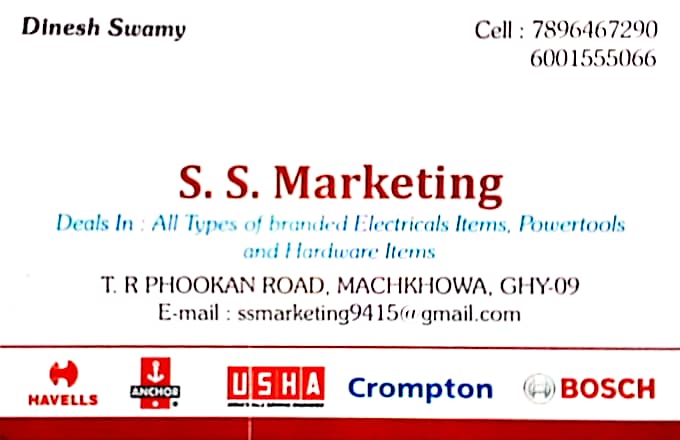 Dinesh Swamy
Cell : 7896467290
6001555066
S. S. Marketing
Deals In : All Types of branded Electricals Items, Powertools
and Hardware Items
T. R PHOOKAN ROAD, MACHKHOWA, GHY-09
E-mail : ssmarketing9415@gmail.com
HAVELLS
ANCHOR
USHA
Crompton
BOSCH